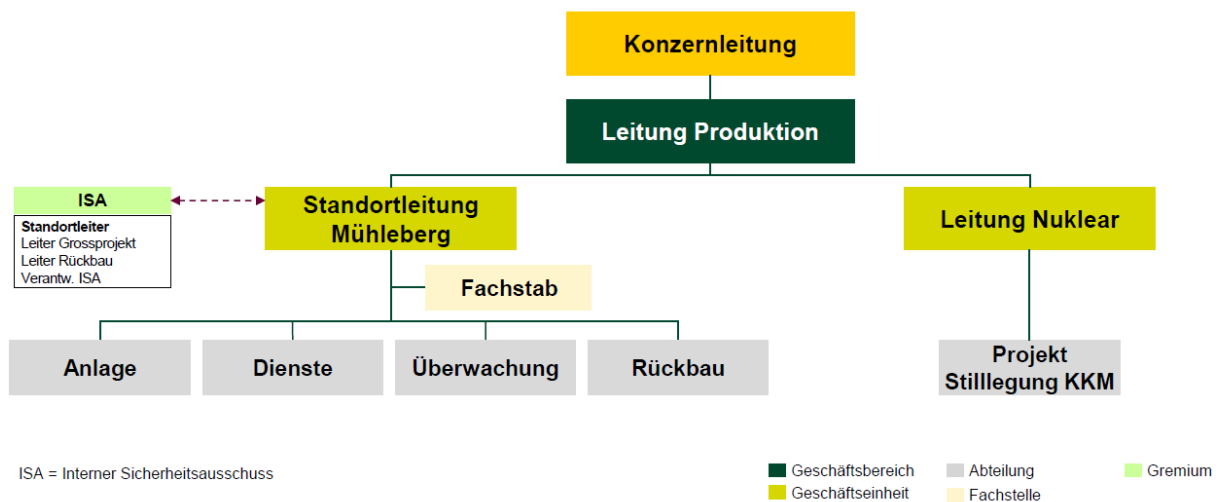 Konzernleitung
Leitung Produktion
ISA
Standortleiter
Leiter Grossprojekt
Leiter Rückbau
Verantw. ISA
Standortleitung
Mühleberg
Leitung Nuklear
Fachstab
Anlage
Dienste
Überwachung
Rückbau
Projekt
Stilllegung KKM
ISA = Interner Sicherheitsausschuss
Geschäftsbereich
Abteilung
Gremium
Geschäftseinheit
Fachstelle